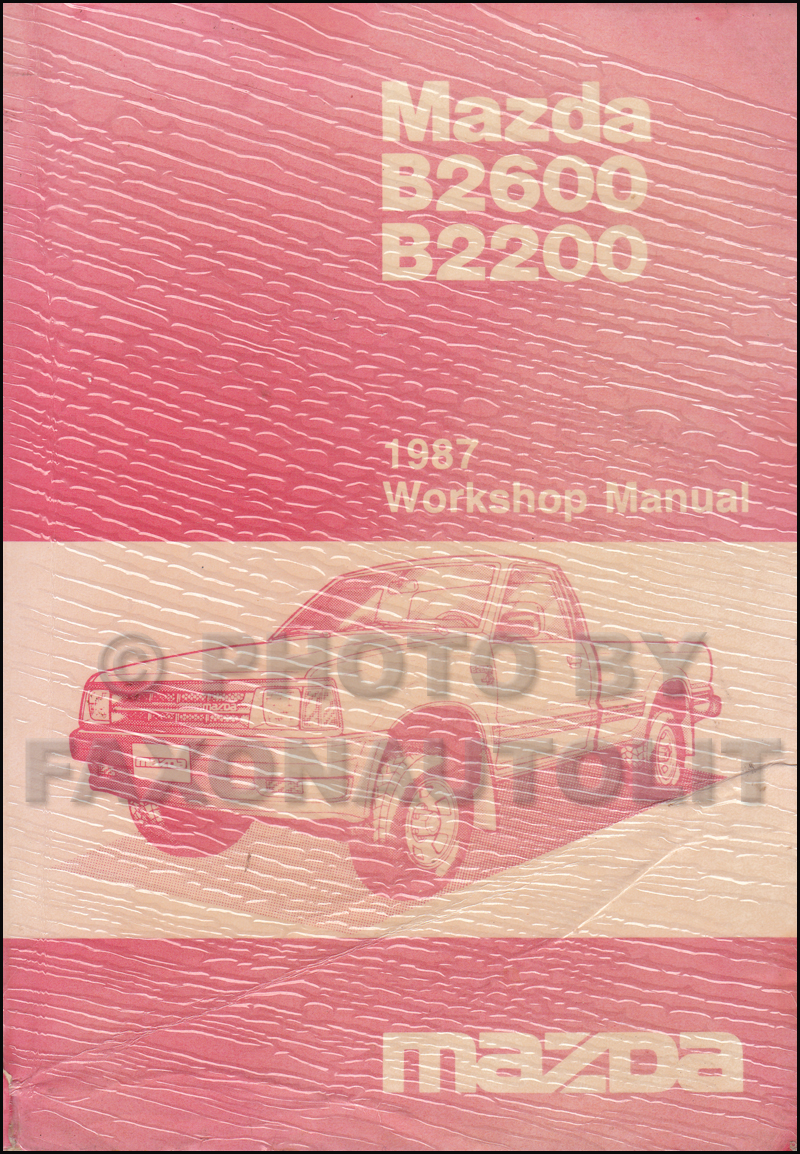 Mazda
B2600
B2200
1987
Workshop Manual
© PHOTO BY
FAXONAUTOLIT
mazda
mazda
mazda